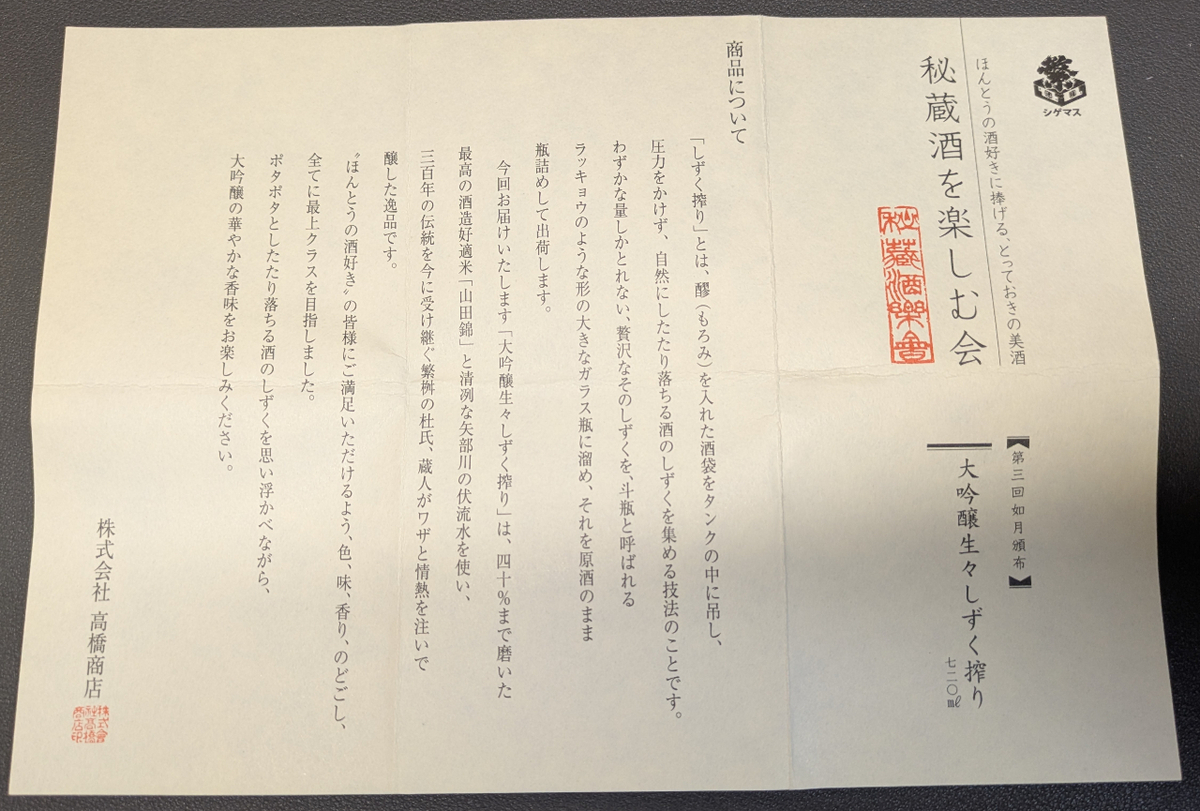 繁
酒 座
シゲマス
ほんとうの酒好きに捧げる、とっておきの美酒
秘蔵酒を楽しむ会
秘蔵酒樂會
【第三回如月頒布】
大吟醸生々しずく搾り
七二〇㎖
商品について
「しずく搾り」とは、醪（もろみ）を入れた酒袋をタンクの中に吊し、
圧力をかけず、自然にしたたり落ちる酒のしずくを集める技法のことです。
わずかな量しかとれない、贅沢なそのしずくを、斗瓶と呼ばれる
ラッキョウのような形の大きなガラス瓶に溜め、それを原酒のまま
瓶詰めして出荷します。
今回お届けいたします「大吟醸生々しずく搾り」は、四十％まで磨いた
最高の酒造好適米「山田錦」と清冽な矢部川の伏流水を使い、
三百年の伝統を今に受け継ぐ繁桝の杜氏、蔵人がワザと情熱を注いで
醸した逸品です。
〝ほんとうの酒好き〟の皆様にご満足いただけるよう、色、味、香り、のどごし、
全てに最上クラスを目指しました。
ポタポタとしたたり落ちる酒のしずくを思い浮かべながら、
大吟醸の華やかな香味をお楽しみください。
株式会社 高橋商店
株式會社高橋商店印